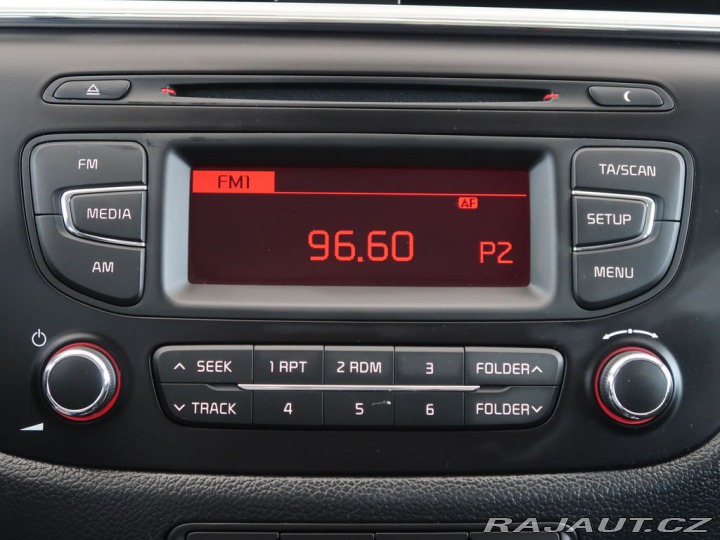 FM
MEDIA
AM
FM1
AF
96.60
P2
TA/SCAN
SETUP
MENU
∧ SEEK
1 RPT
2 RDM
3
FOLDER∧
∨ TRACK
4
5
6
FOLDER∨
RAJAUT.CZ